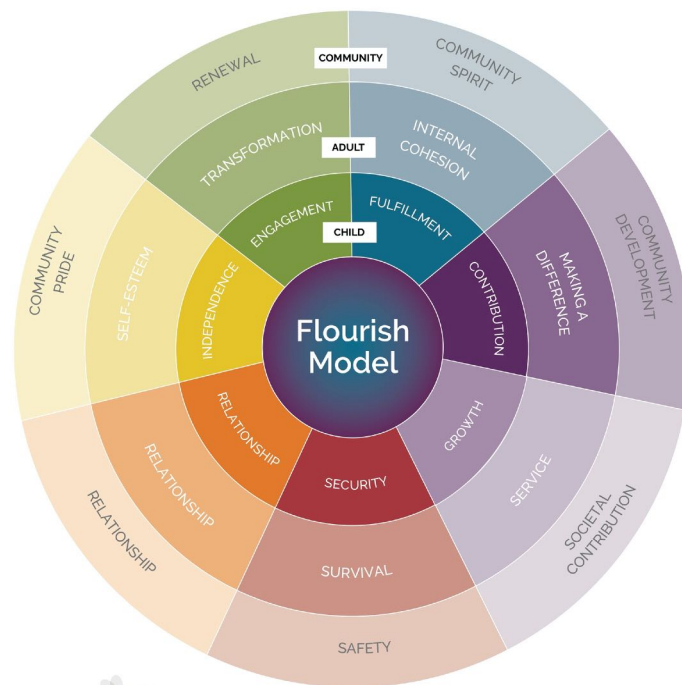 COMMUNITY
ADULT
CHILD
Flourish
Model
RENEWAL
TRANSFORMATION
ENGAGEMENT
COMMUNITY
SPIRIT
INTERNAL
COHESION
FULFILLMENT
COMMUNITY
DEVELOPMENT
MAKING A
DIFFERENCE
CONTRIBUTION
SOCIETAL
CONTRIBUTION
SERVICE
GROWTH
SAFETY
SURVIVAL
SECURITY
RELATIONSHIP
RELATIONSHIP
RELATIONSHIP
COMMUNITY
PRIDE
SELF-ESTEEM
INDEPENDENCE